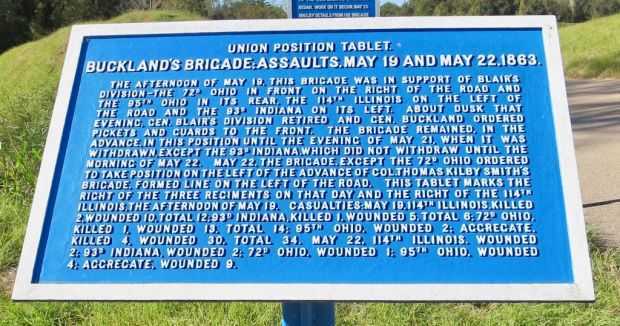 UNION POSITION TABLET.
BUCKLAND'S BRIGADE; ASSAULTS, MAY 19 AND MAY 22, 1863.
THE AFTERNOON OF MAY 19, THIS BRIGADE WAS IN SUPPORT OF BLAIR'S
DIVISION, THE 72D OHIO IN FRONT ON THE RIGHT OF THE ROAD AND
THE 95TH OHIO IN ITS REAR, THE 114TH ILLINOIS ON THE LEFT OF
THE ROAD AND THE 93D INDIANA ON ITS LEFT. ABOUT DUSK THAT
EVENING, GEN. BLAIR'S DIVISION RETIRED AND GEN. BUCKLAND ORDERED
PICKETS AND GUARDS TO THE FRONT. THE BRIGADE REMAINED, IN THE
ADVANCE, IN THIS POSITION UNTIL THE EVENING OF MAY 21, WHEN IT WAS
WITHDRAWN, EXCEPT THE 93D INDIANA, WHICH DID NOT WITHDRAW UNTIL THE
MORNING OF MAY 22. MAY 22, THE BRIGADE, EXCEPT THE 72D OHIO, ORDERED
TO TAKE POSITION ON THE LEFT OF THE ADVANCE OF COL. THOMAS KILBY SMITH'S
BRIGADE, FORMED LINE ON THE LEFT OF THE ROAD. THIS TABLET MARKS THE
RIGHT OF THE THREE REGIMENTS ON THAT DAY AND THE RIGHT OF THE 114TH
ILLINOIS THE AFTERNOON OF MAY 19. CASUALTIES: MAY 19, 114TH ILLINOIS, KILLED
2, WOUNDED 10, TOTAL 12; 93D INDIANA, KILLED 1, WOUNDED 5, TOTAL 6; 72D OHIO,
KILLED 1, WOUNDED 13, TOTAL 14; 95TH OHIO, WOUNDED 2; AGGREGATE,
KILLED 4, WOUNDED 30, TOTAL 34. MAY 22, 114TH ILLINOIS, WOUNDED
2; 93D INDIANA, WOUNDED 2; 72D OHIO, WOUNDED 1; 95TH OHIO, WOUNDED
4; AGGREGATE, WOUNDED 9.